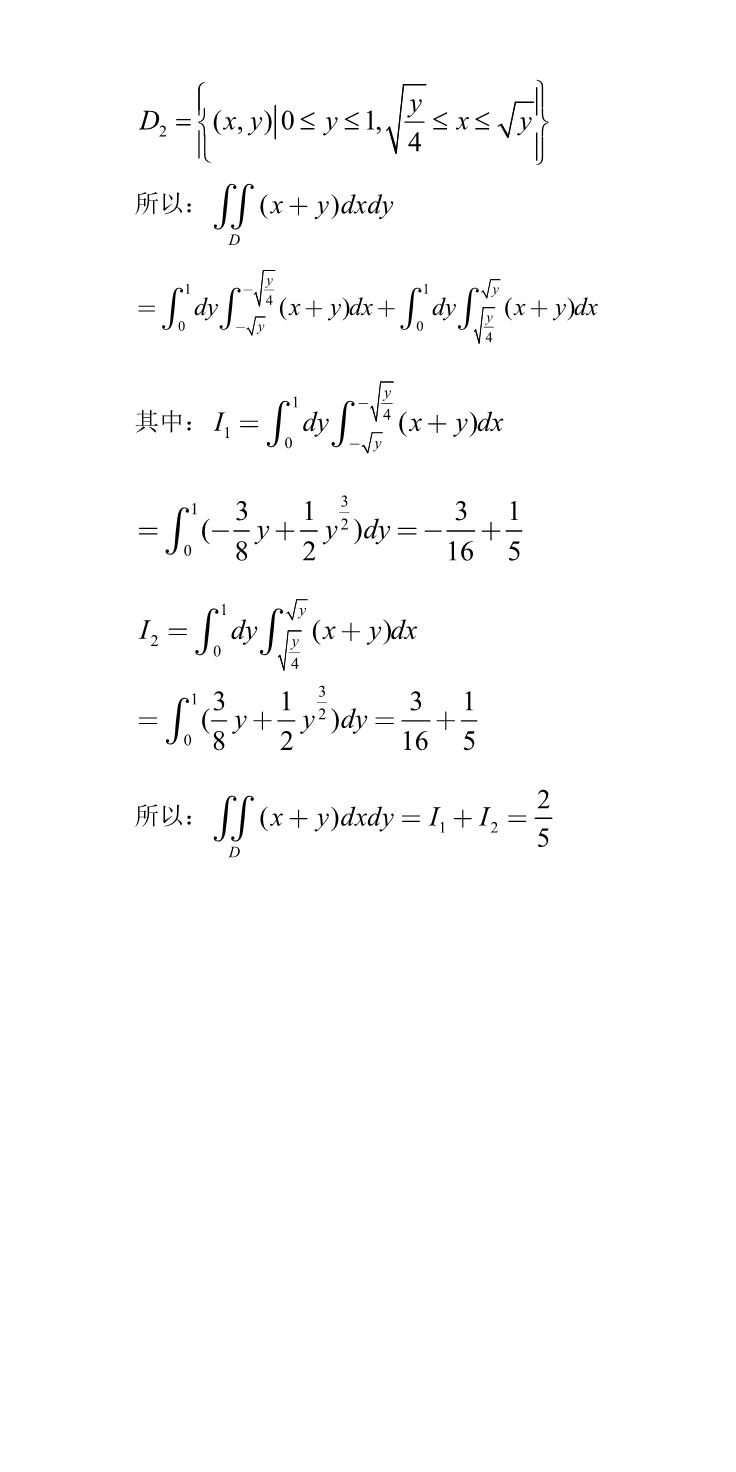 D₂ = {(x, y)|0 ≤ y ≤ 1, √(y/4) ≤ x ≤ √y}
所以：∬_D (x + y)dxdy
= ∫₀¹ dy ∫_{-√y}^{-√(y/4)} (x + y)dx + ∫₀¹ dy ∫_{√(y/4)}^{√y} (x + y)dx
其中：I₁ = ∫₀¹ dy ∫_{-√y}^{-√(y/4)} (x + y)dx
= ∫₀¹ (-3/8 y + 1/2 y^{3/2})dy = -3/16 + 1/5
I₂ = ∫₀¹ dy ∫_{√(y/4)}^{√y} (x + y)dx
= ∫₀¹ (3/8 y + 1/2 y^{3/2})dy = 3/16 + 1/5
所以：∬_D (x + y)dxdy = I₁ + I₂ = 2/5